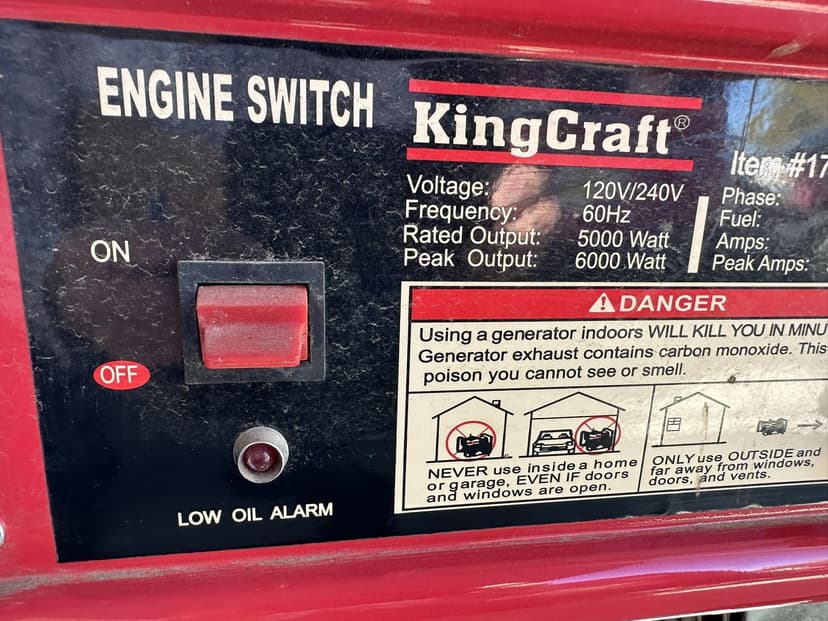 ENGINE SWITCH
ON
OFF
LOW OIL ALARM
KingCraft®
Item #17
Voltage: 120V/240V
Frequency: 60Hz
Rated Output: 5000 Watt
Peak Output: 6000 Watt
Phase:
Fuel:
Amps:
Peak Amps:
DANGER
Using a generator indoors WILL KILL YOU IN MINU
Generator exhaust contains carbon monoxide. This
poison you cannot see or smell.
NEVER use inside a home
or garage, EVEN IF doors
and windows are open.
ONLY use OUTSIDE and
far away from windows,
doors, and vents.